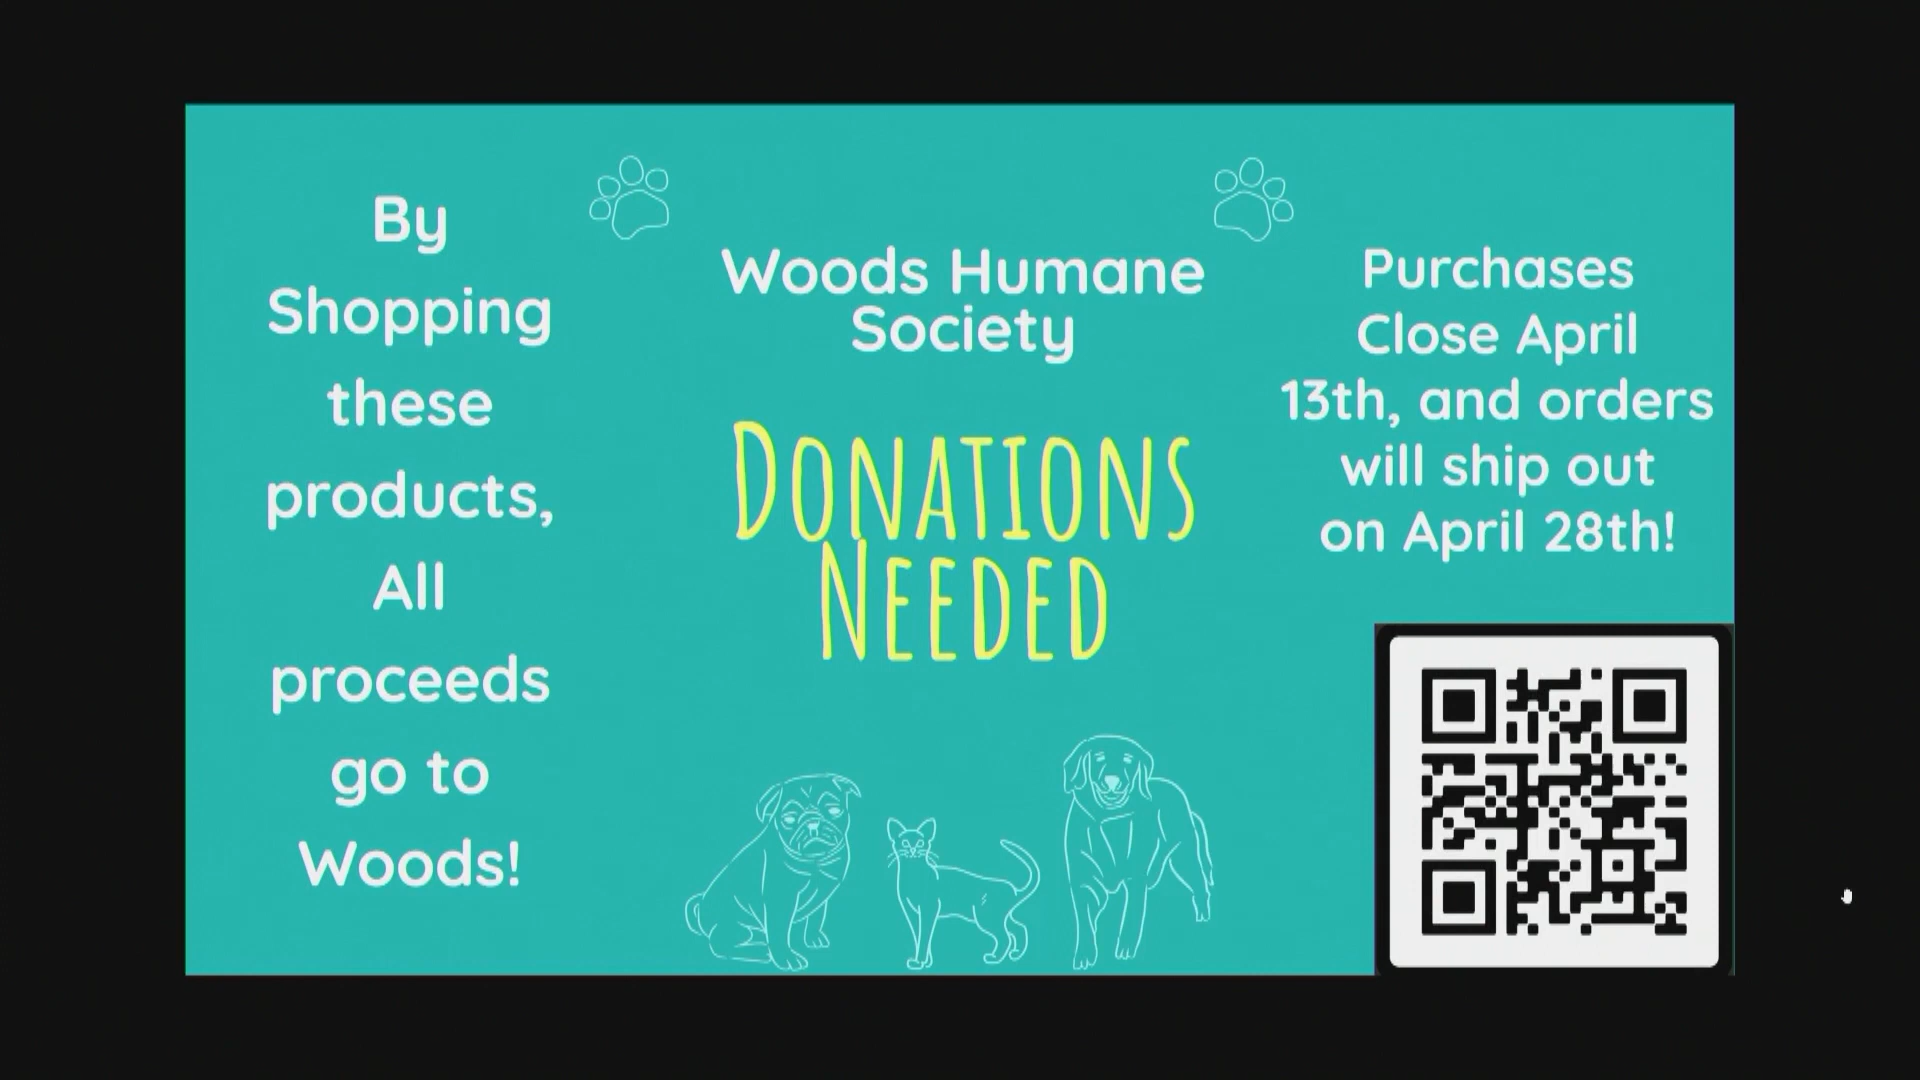 By
Shopping
these
products,
All
proceeds
go to
Woods!
Woods Humane
Society
DONATIONS
NEEDED
Purchases
Close April
13th, and orders
will ship out
on April 28th!